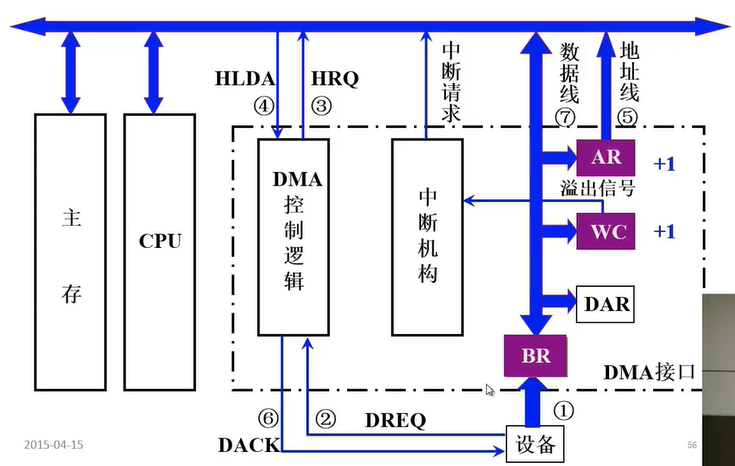 HLDA
④
HRQ
③
中断请求
数据线
⑦
地址线
⑤
主存
CPU
DMA
控制逻辑
中断机构
AR
+1
溢出信号
WC
+1
DAR
BR
DMA接口
⑥
DACK
②
DREQ
①
设备
2015-04-15
56